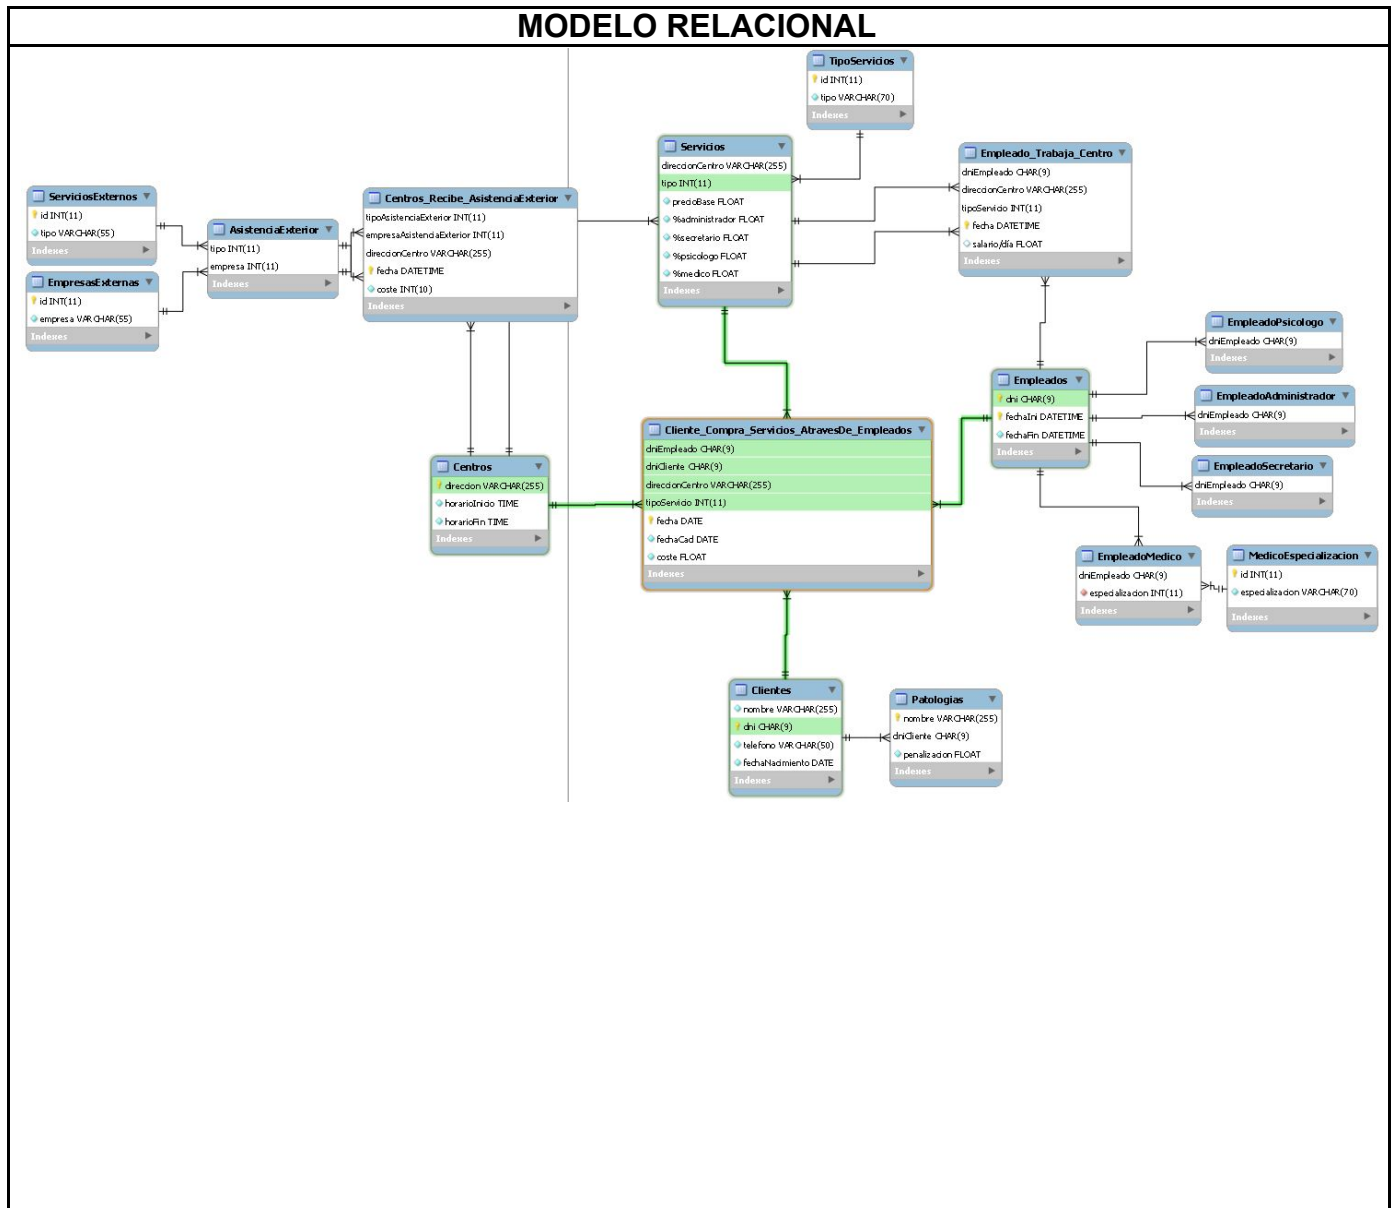 MODELO RELACIONAL
TipoServicios
id INT(11)
tipo VARCHAR(70)
Indexes
Servicios
direccionCentro VARCHAR(255)
tipo INT(11)
precioBase FLOAT
%administrador FLOAT
%secretario FLOAT
%psicologo FLOAT
%medico FLOAT
Indexes
Empleado_Trabaja_Centro
dniEmpleado CHAR(9)
direccionCentro VARCHAR(255)
tipoServicio INT(11)
fecha DATETIME
salario/día FLOAT
Indexes
ServiciosExternos
id INT(11)
tipo VARCHAR(55)
Indexes
EmpresasExternas
id INT(11)
empresa VARCHAR(55)
Indexes
AsistenciaExterior
tipo INT(11)
empresa INT(11)
Indexes
Centros_Recibe_AsistenciaExterior
tipoAsistenciaExterior INT(11)
empresaAsistenciaExterior INT(11)
direccionCentro VARCHAR(255)
fecha DATETIME
coste INT(10)
Indexes
EmpleadoPsicologo
dniEmpleado CHAR(9)
Indexes
Empleados
dni CHAR(9)
fechaIni DATETIME
fechaFin DATETIME
Indexes
EmpleadoAdministrador
dniEmpleado CHAR(9)
Indexes
EmpleadoSecretario
dniEmpleado CHAR(9)
Indexes
Cliente_Compra_Servicios_AtravesDe_Empleados
dniEmpleado CHAR(9)
dniCliente CHAR(9)
direccionCentro VARCHAR(255)
tipoServicio INT(11)
fecha DATE
fechaCad DATE
coste FLOAT
Indexes
Centros
direccion VARCHAR(255)
horarioInicio TIME
horarioFin TIME
Indexes
EmpleadoMedico
dniEmpleado CHAR(9)
especializacion INT(11)
Indexes
MedicoEspecializacion
id INT(11)
especializacion VARCHAR(70)
Indexes
Clientes
nombre VARCHAR(255)
dni CHAR(9)
telefono VARCHAR(50)
fechaNacimiento DATE
Indexes
Patologias
nombre VARCHAR(255)
dniCliente CHAR(9)
penalizacion FLOAT
Indexes